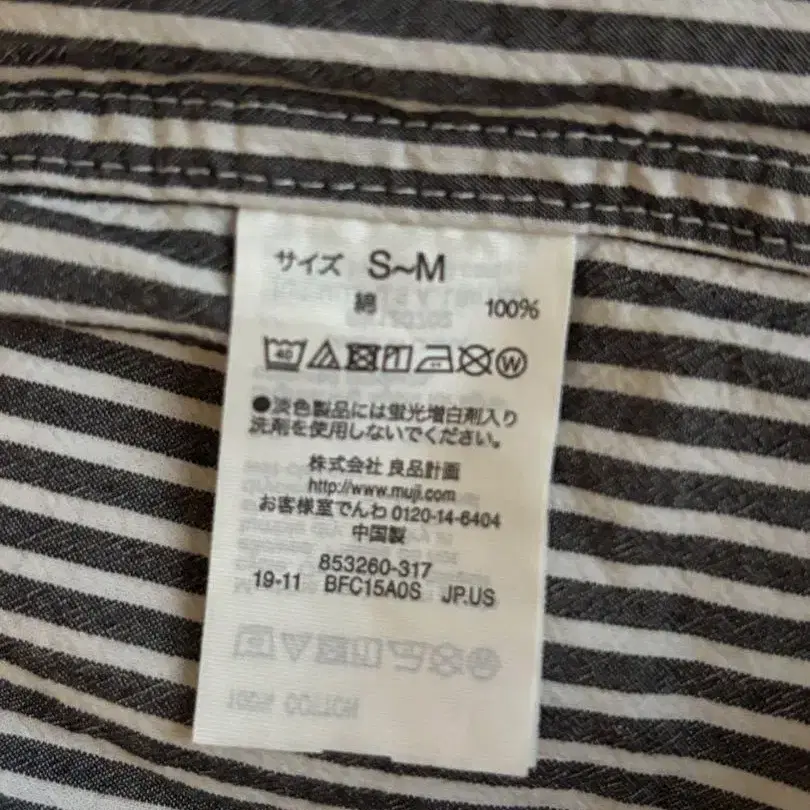 サイズ S~M
綿 100%
40 W
●淡色製品には蛍光増白剤入り
洗剤を使用しないでください。
株式会社 良品計画
http://www.muji.com
お客様室でんわ 0120-14-6404
中国製
853260-317
19-11 BFC15A0S JP.US
100% COTTON